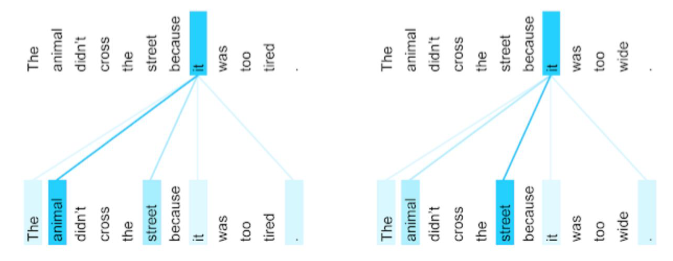 The animal didn't cross the street because it was too tired .
The animal didn't cross the street because it was too wide .
The animal didn't cross the street because it was too tired .
The animal didn't cross the street because it was too wide .